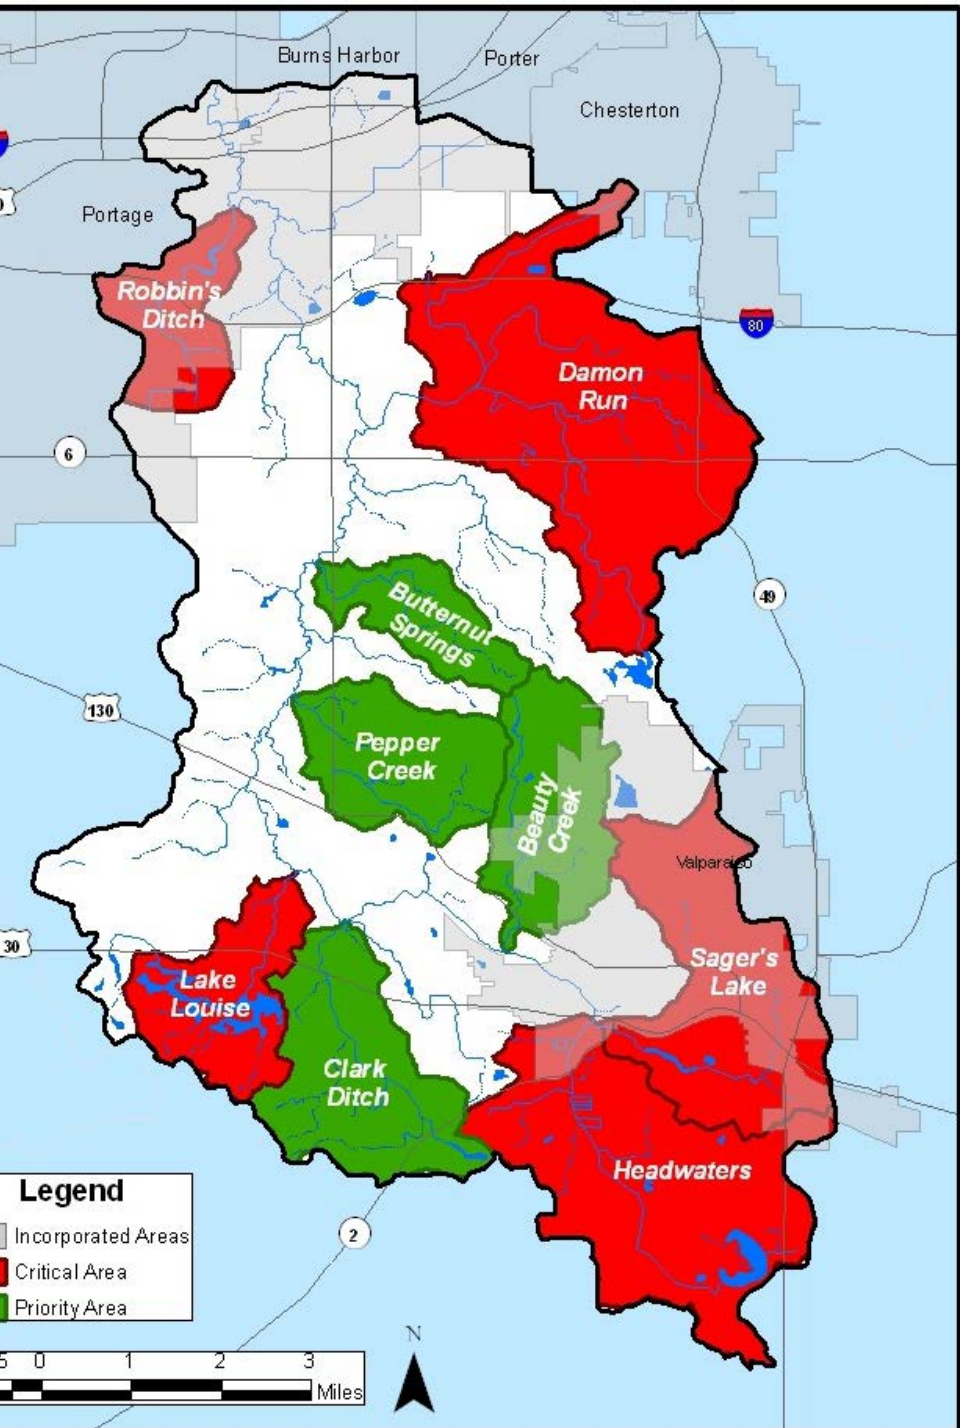 Burns Harbor
Porter
Chesterton
Portage
Robbin's
Ditch
80
Damon
Run
6
49
Butternut
Springs
130
Pepper
Creek
Beauty
Creek
Valparaiso
30
Sager's
Lake
Lake
Louise
Clark
Ditch
Headwaters
Legend
Incorporated Areas
Critical Area
Priority Area
2
N
5 0 1 2 3
Miles